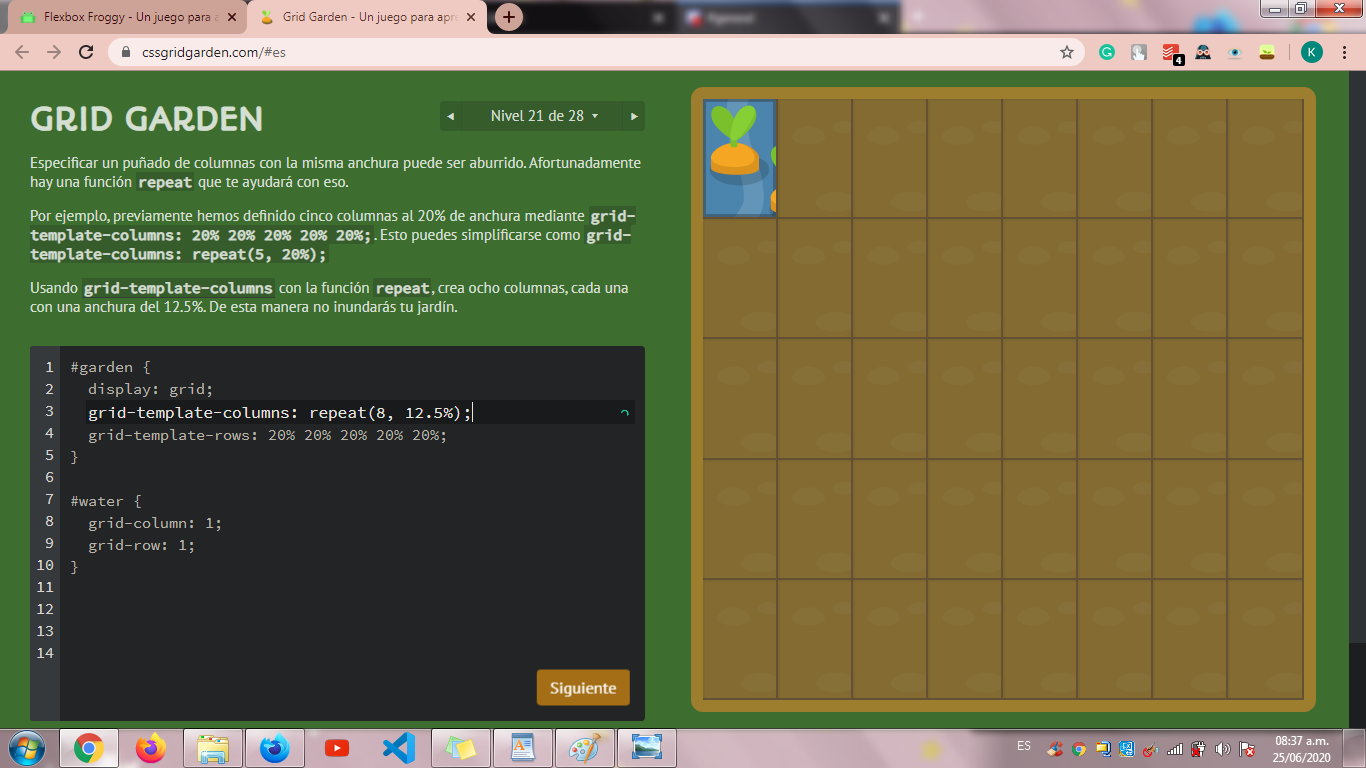 Flexbox Froggy - Un juego para a
Grid Garden - Un juego para apre
cssgridgarden.com/#es
4
K
GRID GARDEN
Nivel 21 de 28
Especificar un puñado de columnas con la misma anchura puede ser aburrido. Afortunadamente
hay una función repeat que te ayudará con eso.
Por ejemplo, previamente hemos definido cinco columnas al 20% de anchura mediante grid-
template-columns: 20% 20% 20% 20% 20%;. Esto puedes simplificarse como grid-
template-columns: repeat(5, 20%);
Usando grid-template-columns con la función repeat, crea ocho columnas, cada una
con una anchura del 12.5%. De esta manera no inundarás tu jardín.
1 #garden {
2 display: grid;
3 grid-template-columns: repeat(8, 12.5%);
4 grid-template-rows: 20% 20% 20% 20% 20%;
5 }
6
7 #water {
8 grid-column: 1;
9 grid-row: 1;
10 }
11
12
13
14
Siguiente
ES
08:37 a.m.
25/06/2020